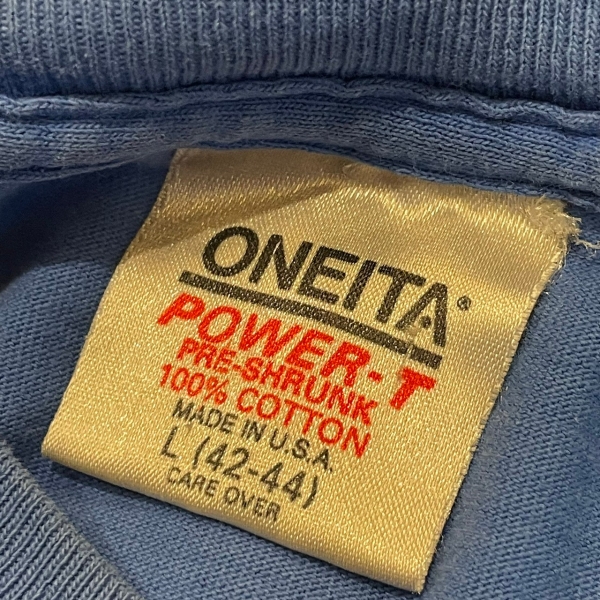 ONEITA®
POWER-T
PRE-SHRUNK
100% COTTON
MADE IN U.S.A.
L (42-44)
CARE OVER